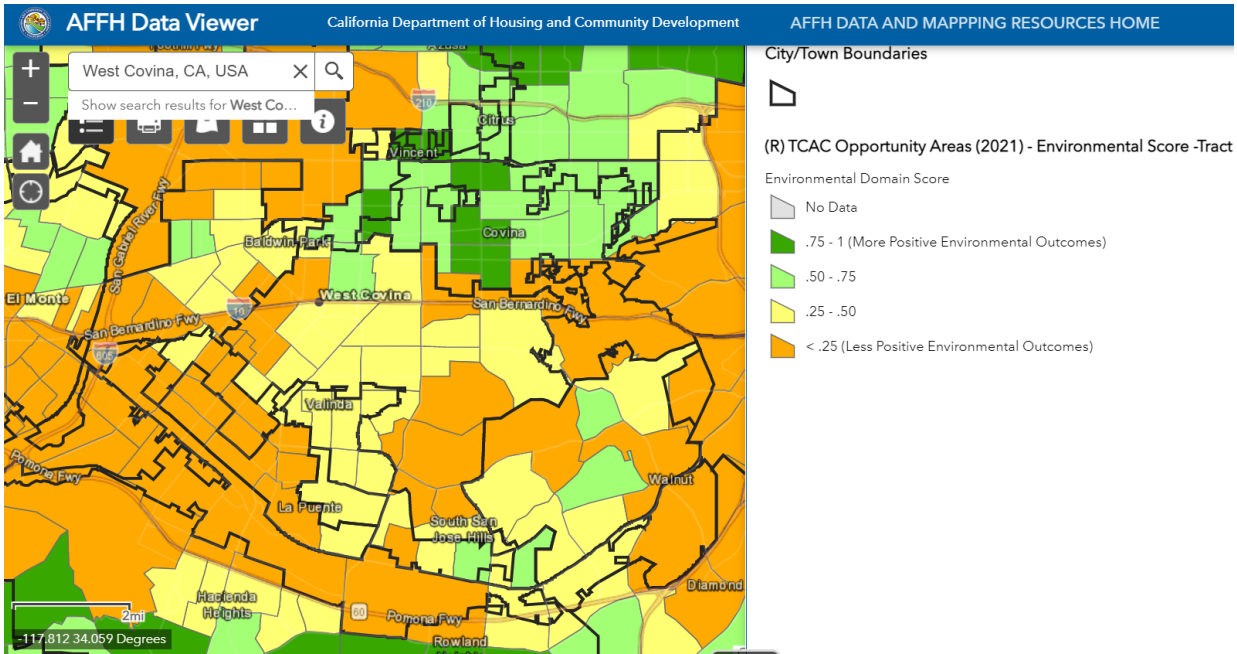 AFFH Data Viewer
California Department of Housing and Community Development
AFFH DATA AND MAPPPING RESOURCES HOME
West Covina, CA, USA
Show search results for West Co...
Azusa
210
Citrus
Vincent
San Gabriel River Fwy
Baldwin Park
Covina
El Monte
West Covina
10
San Bernardino Fwy
San Bernardino Fwy
605
Valinda
Pomona Fwy
La Puente
Walnut
South San
Jose Hills
Diamond
Hacienda
Heights
60
Pomona Fwy
Rowland
2mi
-117.812 34.059 Degrees
City/Town Boundaries
(R) TCAC Opportunity Areas (2021) - Environmental Score -Tract
Environmental Domain Score
No Data
.75 - 1 (More Positive Environmental Outcomes)
.50 - .75
.25 - .50
< .25 (Less Positive Environmental Outcomes)